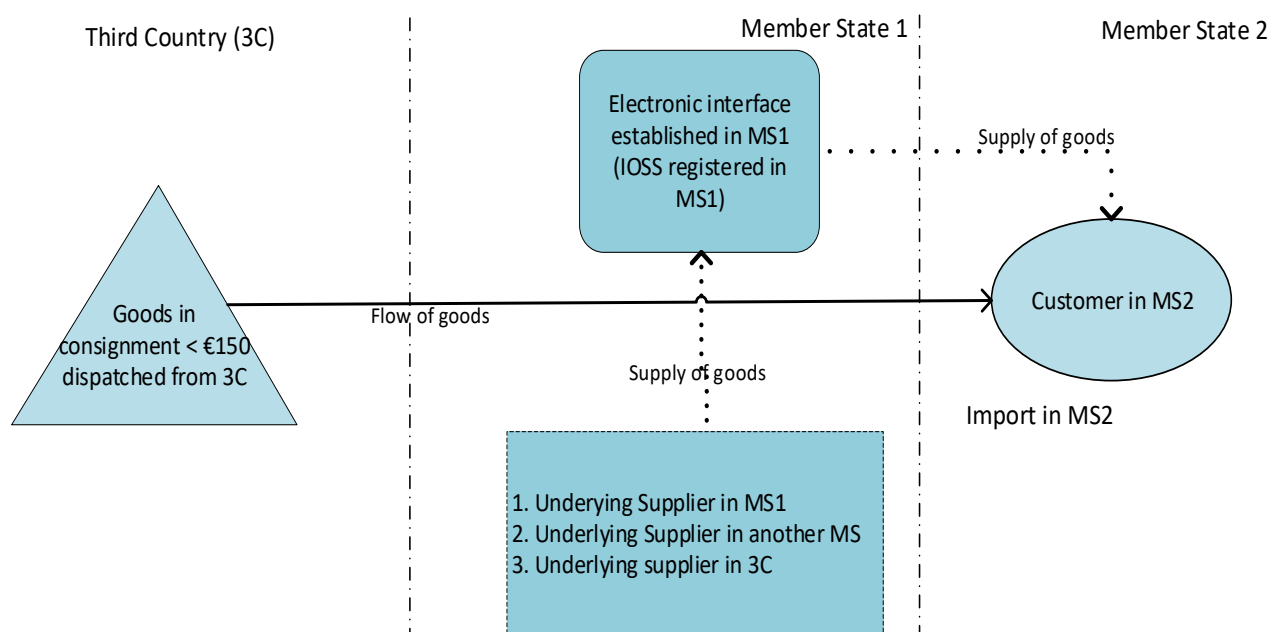 Third Country (3C)
Member State 1
Member State 2
Electronic interface
established in MS1
(IOSS registered in
MS1)
Supply of goods
Goods in
consignment < €150
dispatched from 3C
Flow of goods
Customer in MS2
Supply of goods
Import in MS2
1. Underying Supplier in MS1
2. Underlying Supplier in another MS
3. Underlying supplier in 3C